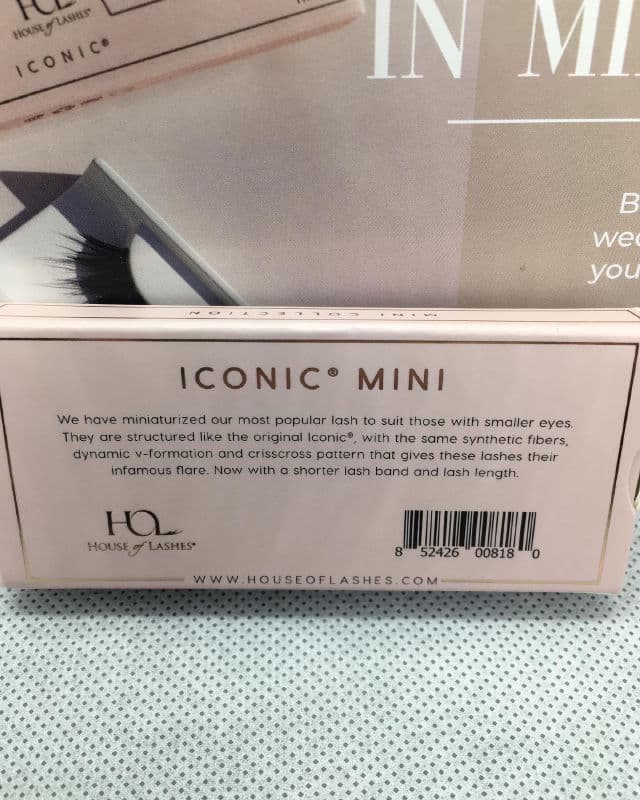 HOL
HOUSE of LASHES®
ICONIC®
IN
MINI COLLECTION
ICONIC® MINI
We have miniaturized our most popular lash to suit those with smaller eyes.
They are structured like the original Iconic®, with the same synthetic fibers,
dynamic v-formation and crisscross pattern that gives these lashes their
infamous flare. Now with a shorter lash band and lash length.
HOL
HOUSE of LASHES®
8 52426 00818 0
WWW.HOUSEOFLASHES.COM